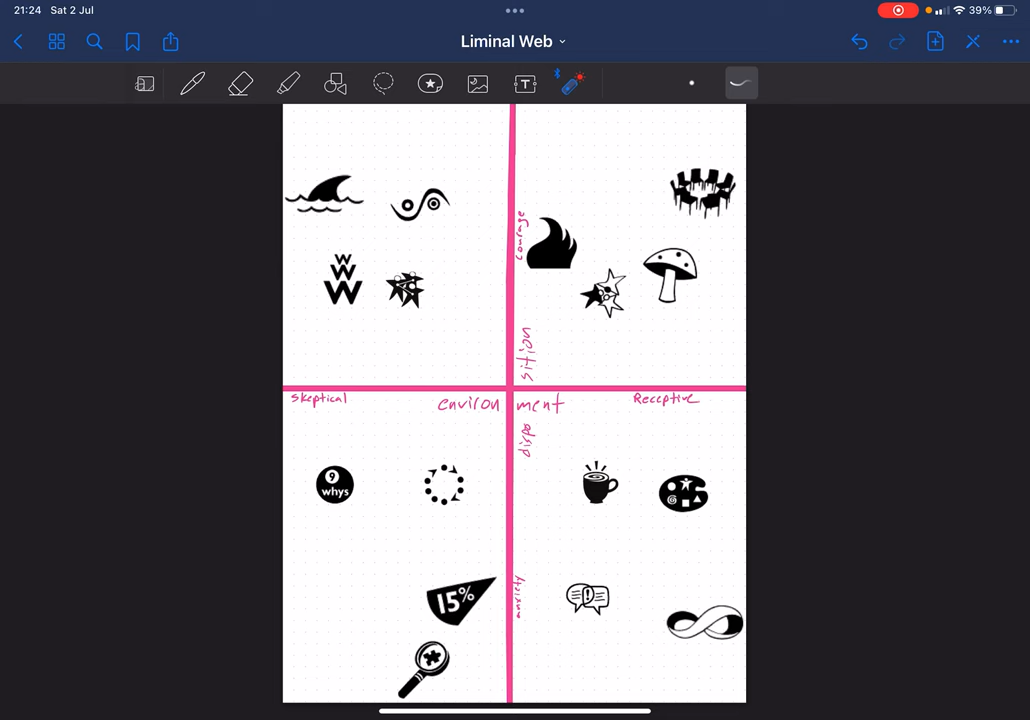 21:24 Sat 2 Jul
39%
Liminal Web
T
courage
W
W
W
sition
Skeptical
environ ment
Receptive
dispo
9
whys
15%
anxiety
!